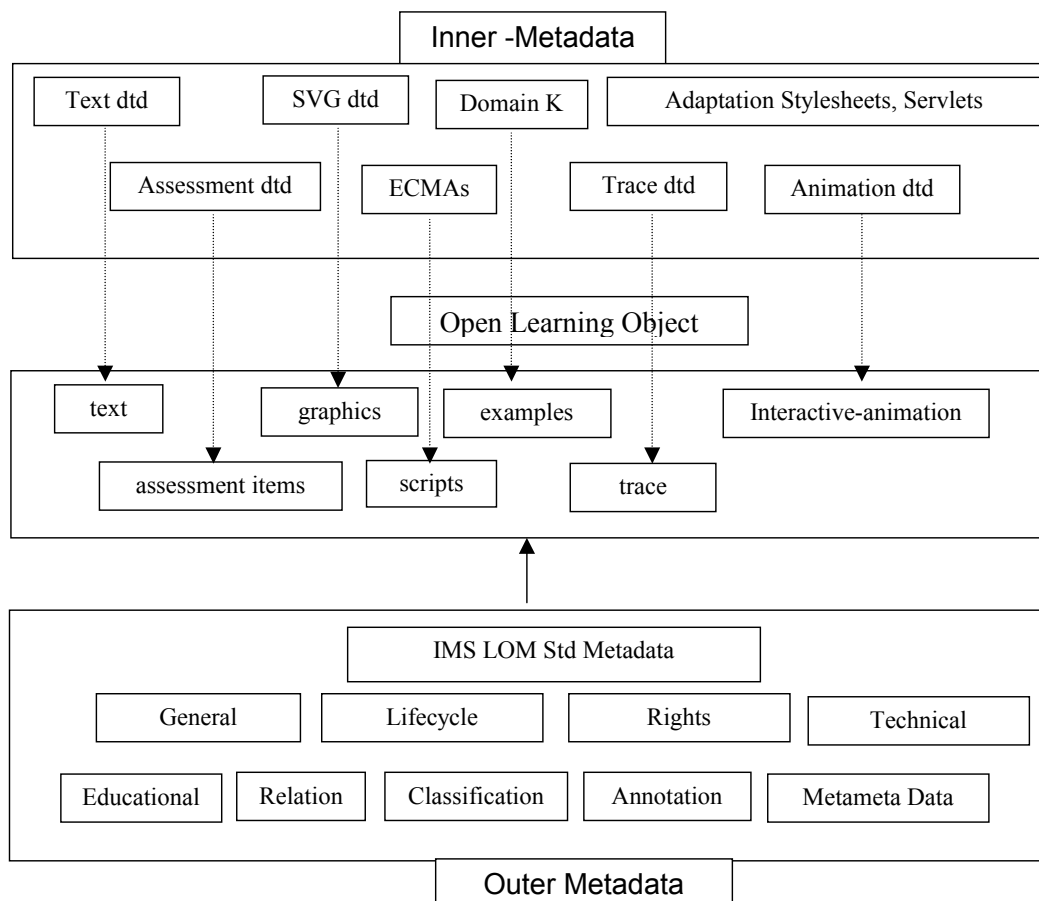 Inner -Metadata
Text dtd
SVG dtd
Domain K
Adaptation Stylesheets, Servlets
Assessment dtd
ECMAs
Trace dtd
Animation dtd
Open Learning Object
text
graphics
examples
Interactive-animation
assessment items
scripts
trace
IMS LOM Std Metadata
General
Lifecycle
Rights
Technical
Educational
Relation
Classification
Annotation
Metameta Data
Outer Metadata